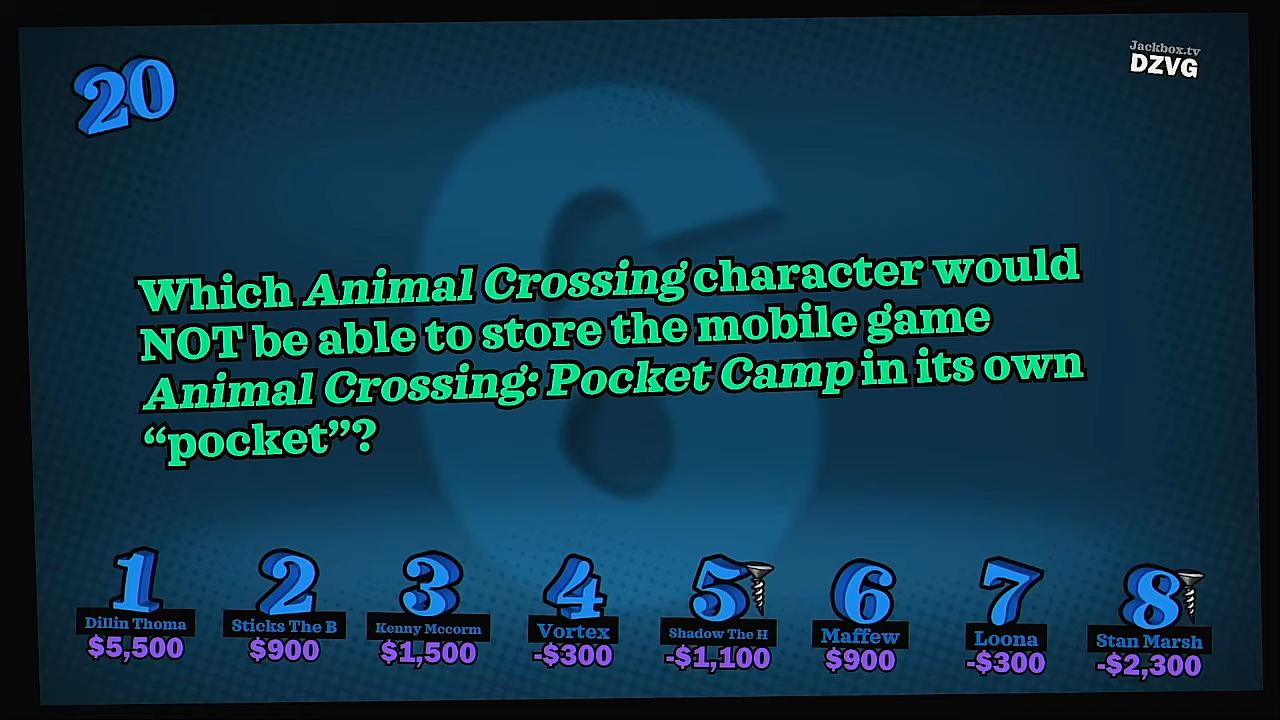 20
Jackbox.tv
DZVG
Which Animal Crossing character would
NOT be able to store the mobile game
Animal Crossing: Pocket Camp in its own
“pocket”?
6
1 2 3 4 5 6 7 8
Dillin Thoma Sticks The B Kenny Mccorm Vortex Shadow The H Maffew Loona Stan Marsh
$5,500 $900 $1,500 -$300 -$1,100 $900 -$300 -$2,300